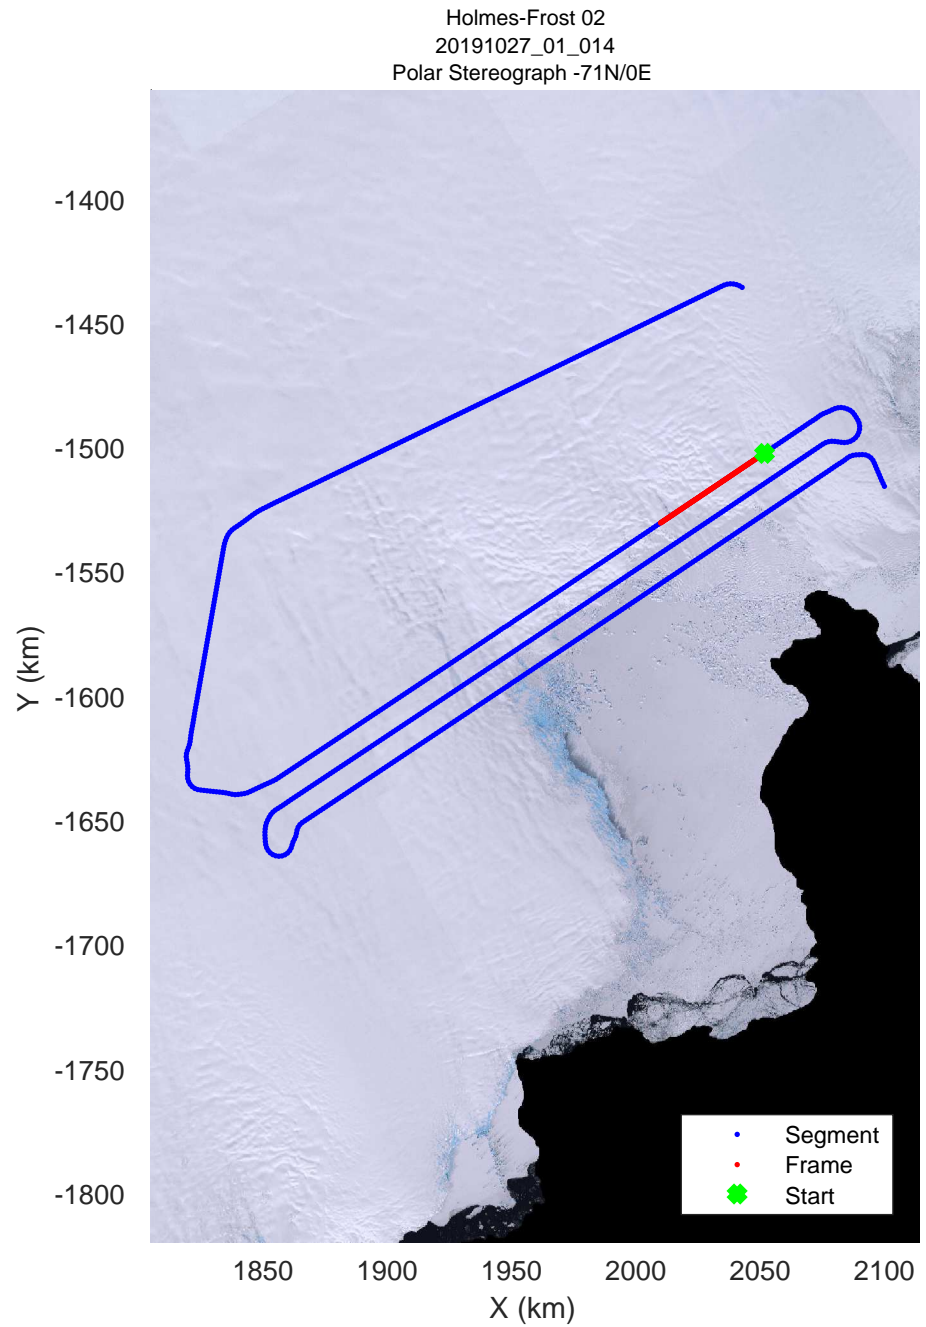 Holmes-Frost 02
20191027_01_014
Polar Stereograph -71N/0E
-1400
-1450
-1500
-1550
-1600
-1650
-1700
-1750
-1800
Y (km)
1850 1900 1950 2000 2050 2100
X (km)
Segment
Frame
Start